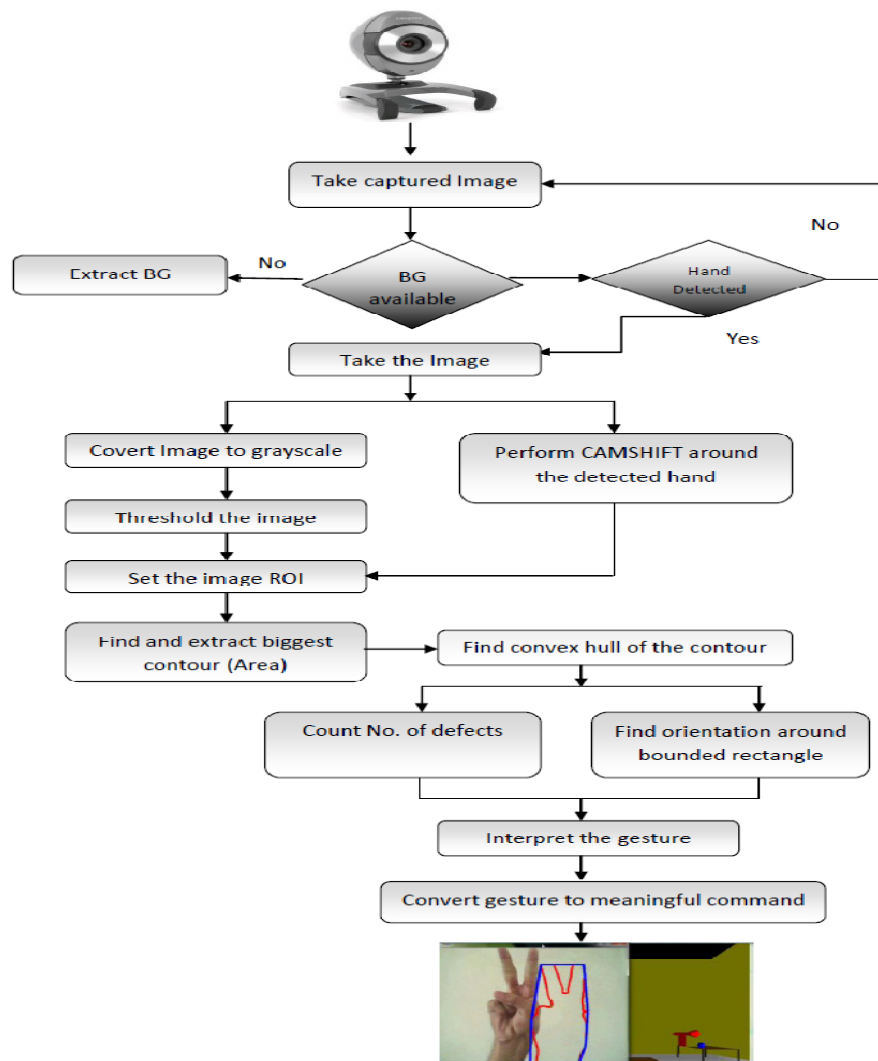 Take captured Image
No
Extract BG
No
BG
available
Hand
Detected
Yes
Take the Image
Covert Image to grayscale
Perform CAMSHIFT around
the detected hand
Threshold the image
Set the image ROI
Find and extract biggest
contour (Area)
Find convex hull of the contour
Count No. of defects
Find orientation around
bounded rectangle
Interpret the gesture
Convert gesture to meaningful command